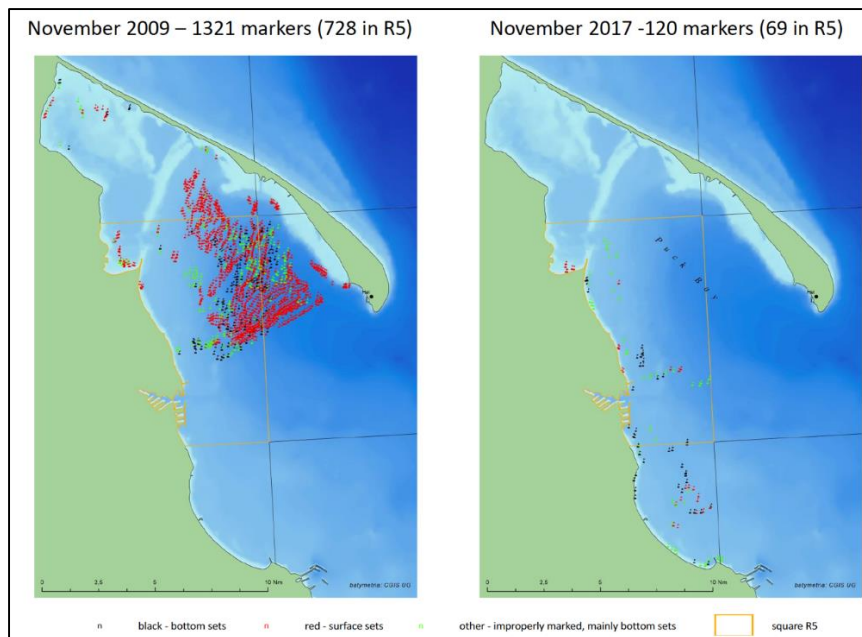 November 2009 – 1321 markers (728 in R5)
November 2017 -120 markers (69 in R5)
Puck Bay
0 2,5 5 10 Nm
batymetria: CGIS UG
0 2,5 5 10 Nm
batymetria: CGIS UG
n black - bottom sets n red - surface sets n other - improperly marked, mainly bottom sets square R5